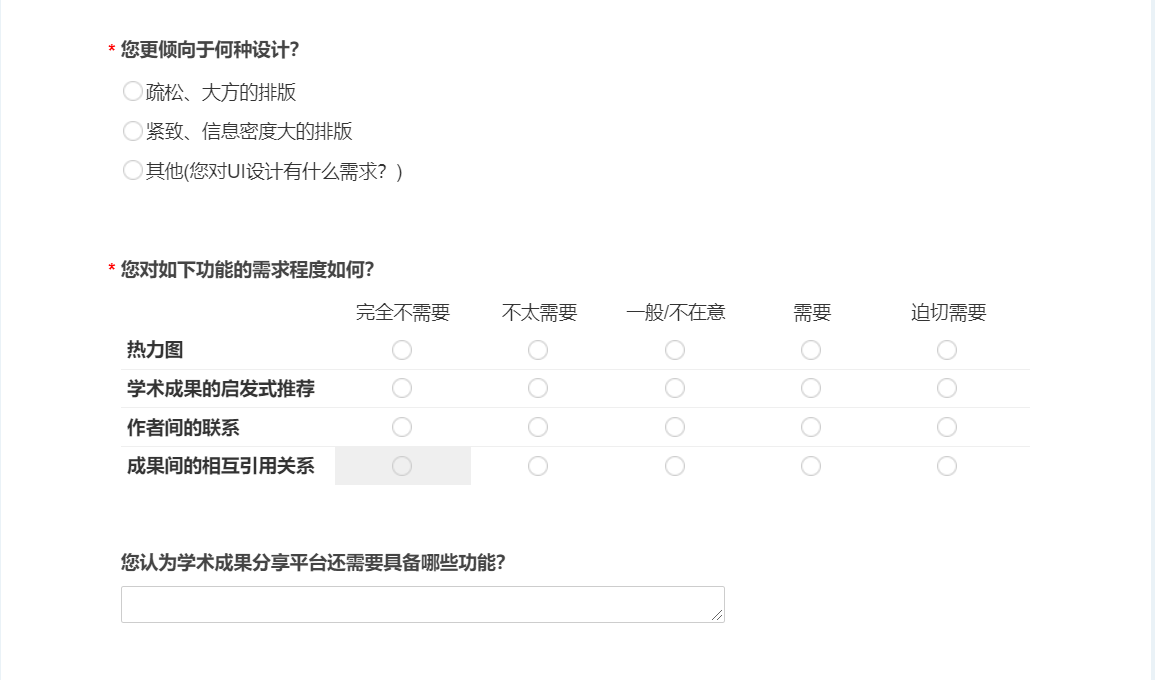 * 您更倾向于何种设计?
疏松、大方的排版
紧致、信息密度大的排版
其他(您对UI设计有什么需求？)
* 您对如下功能的需求程度如何?
完全不需要 不太需要 一般/不在意 需要 迫切需要
热力图
学术成果的启发式推荐
作者间的联系
成果间的相互引用关系
您认为学术成果分享平台还需要具备哪些功能?